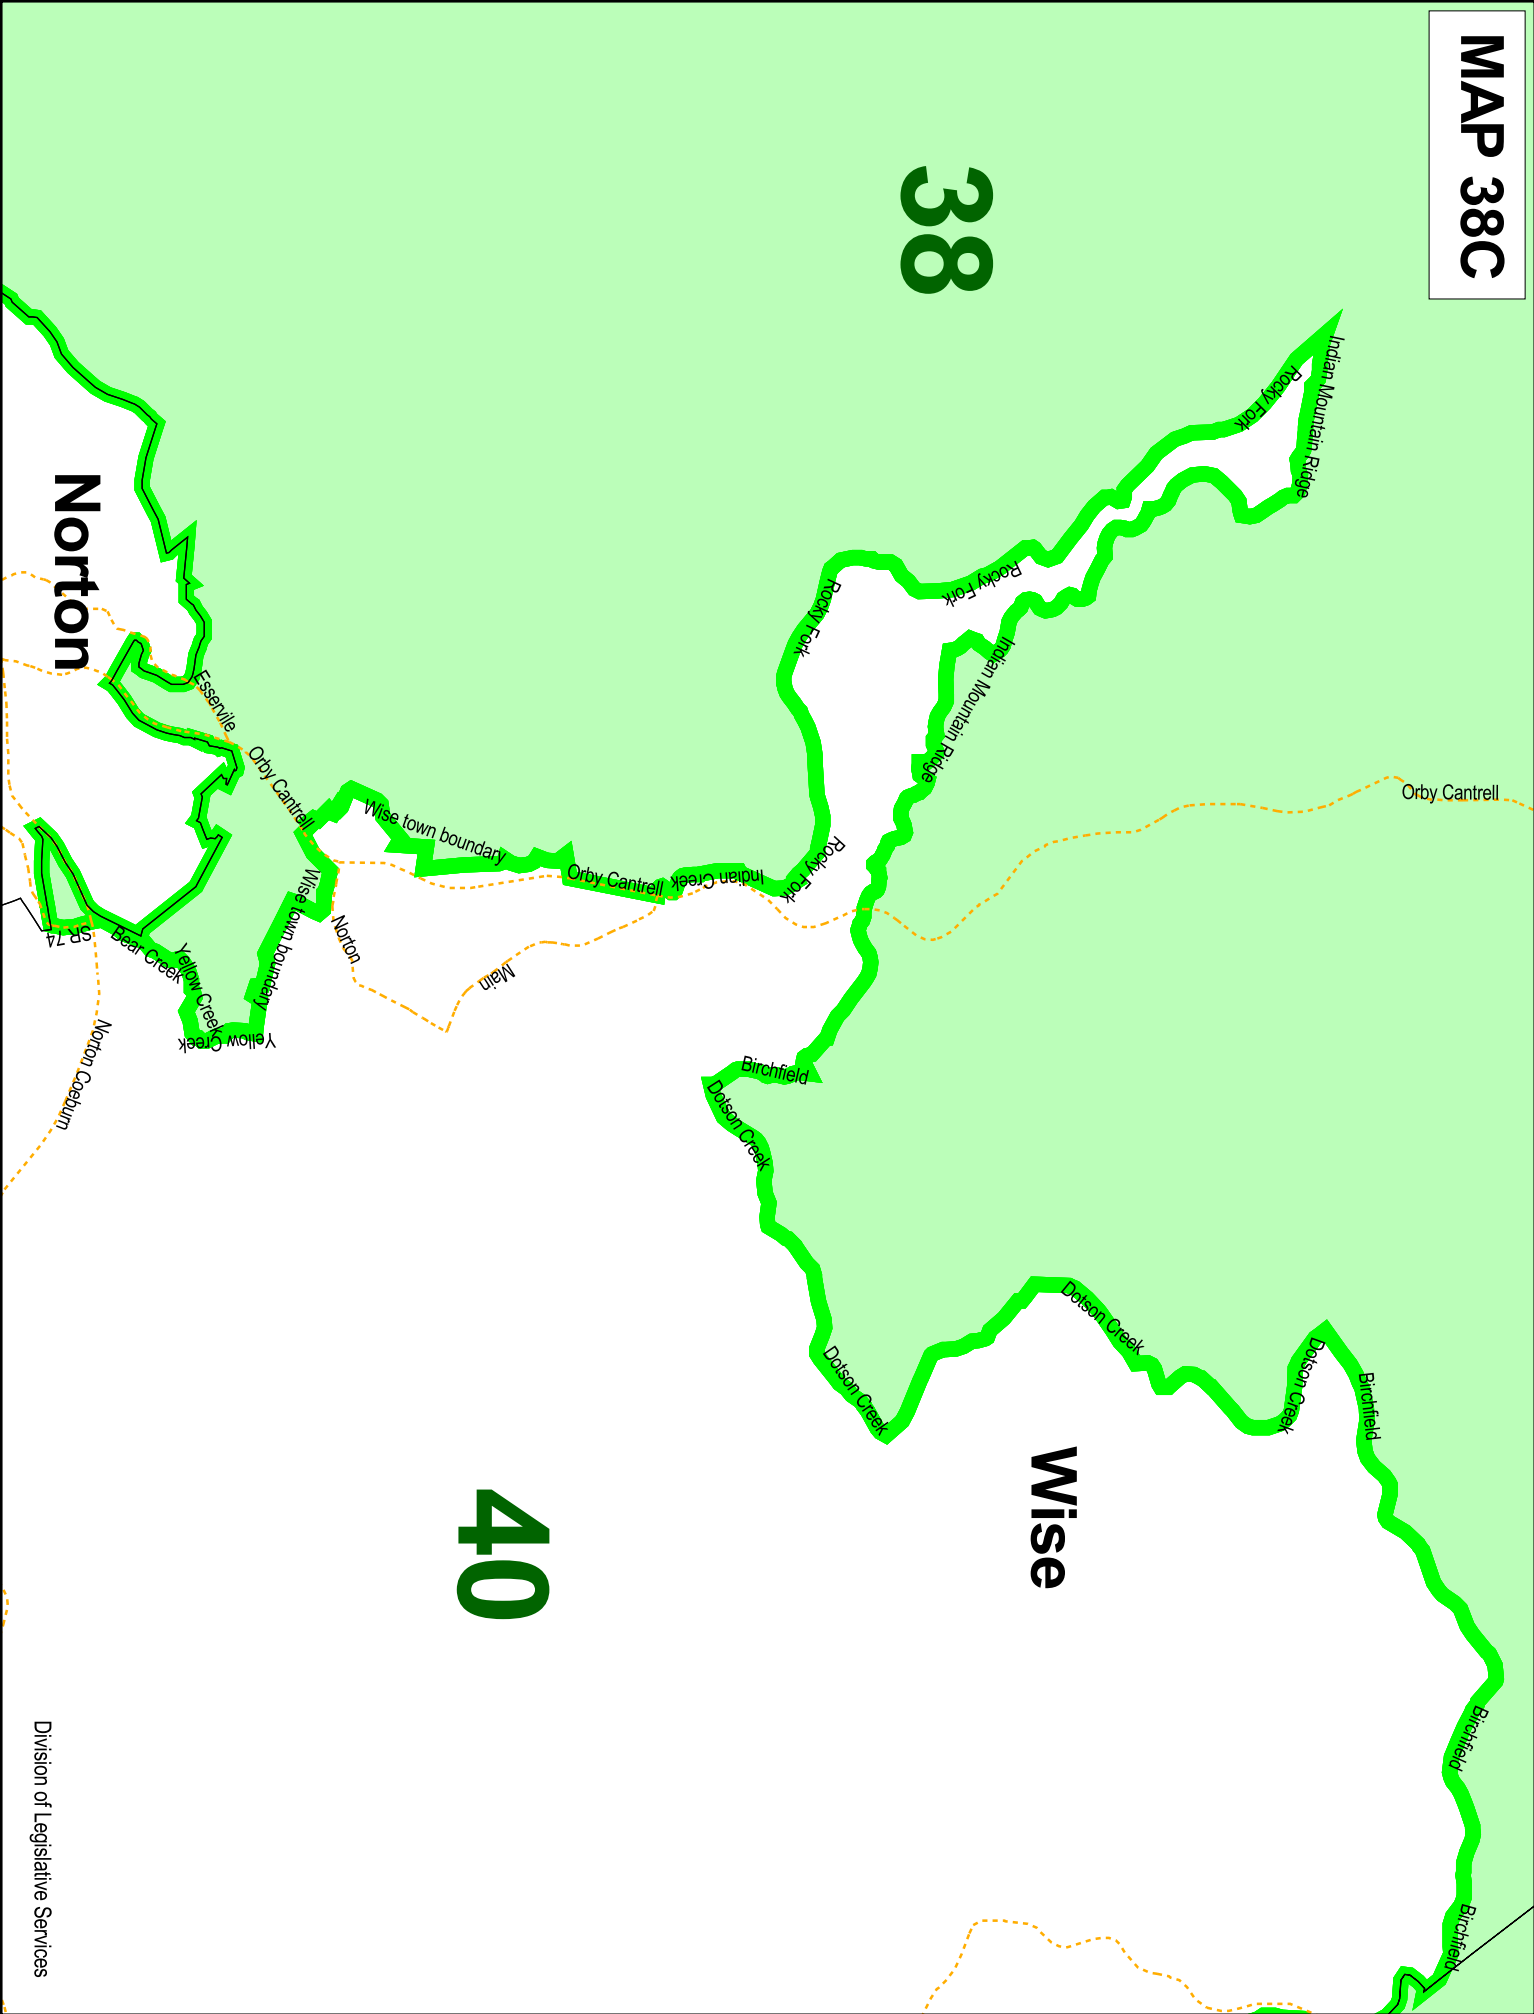 MAP 38C
38
Indian Mountain Ridge
Rocky Fork
Rocky Fork
Rocky Fork
Indian Mountain Ridge
Orby Cantrell
Norton
Esserville
Orby Cantrell
Wise town boundary
Orby Cantrell
Indian Creek
Rocky Fork
Wise town boundary
Norton
Main
SR 74
Bear Creek
Yellow Creek
Yellow Creek
Norton Coeburn
Birchfield
Dotson Creek
Dotson Creek
Dotson Creek
Dotson Creek
Birchfield
Wise
40
Birchfield
Birchfield
Division of Legislative Services